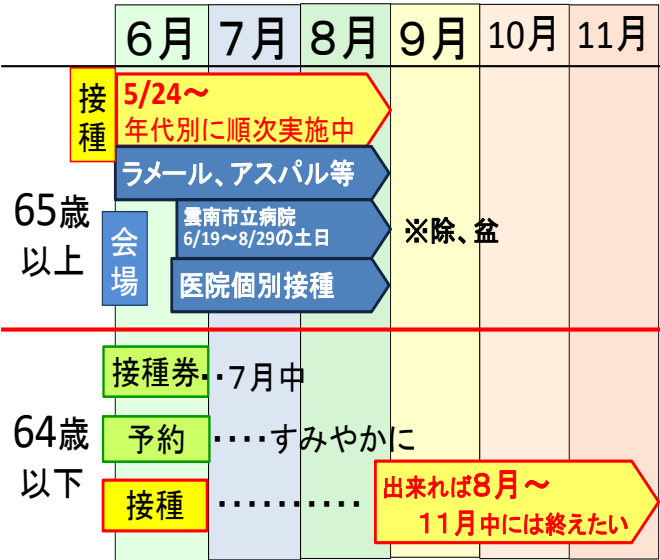 6月 7月 8月 9月 10月 11月
接種
5/24～
年代別に順次実施中
65歳
以上
会場
ラメール、アスパル等
雲南市立病院
6/19～8/29の土日
※除、盆
医院個別接種
64歳
以下
接種券‥7月中
予約‥‥すみやかに
接種‥‥‥‥‥
出来れば8月～
11月中には終えたい